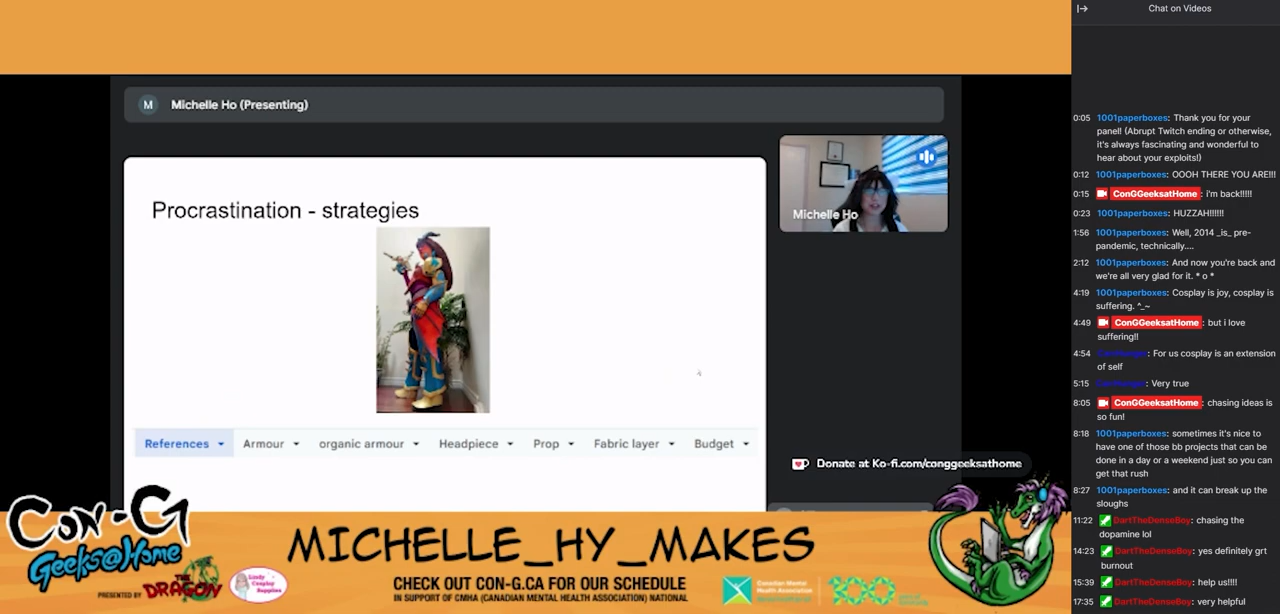 M Michelle Ho (Presenting)
Procrastination - strategies
Michelle Ho
References
Armour
organic armour
Headpiece
Prop
Fabric layer
Budget
Donate at Ko-fi.com/conggeeksathome
CON-G
Geeks@Home
PRESENTED BY THE DRAGON
Lindy Cosplay Supplies
MICHELLE_HY_MAKES
CHECK OUT CON-G.CA FOR OUR SCHEDULE
IN SUPPORT OF CMHA (CANADIAN MENTAL HEALTH ASSOCIATION) NATIONAL
Canadian Mental
Health Association
100
Chat on Videos
0:05 1001paperboxes: Thank you for your
panel! (Abrupt Twitch ending or otherwise,
it's always fascinating and wonderful to
hear about your exploits!)
0:12 1001paperboxes: OOOH THERE YOU ARE!!!
0:15 ConGGeeksatHome: i'm back!!!!!
0:23 1001paperboxes: HUZZAH!!!!!!
1:56 1001paperboxes: Well, 2014 _is_ pre-
pandemic, technically....
2:12 1001paperboxes: And now you're back and
we're all very glad for it. * o *
4:19 1001paperboxes: Cosplay is joy, cosplay is
suffering. ^_~
4:49 ConGGeeksatHome: but i love
suffering!!
4:54 For us cosplay is an extension
of self
5:15 Very true
8:05 ConGGeeksatHome: chasing ideas is
so fun!
8:18 1001paperboxes: sometimes it's nice to
have one of those bb projects that can be
done in a day or a weekend just so you can
get that rush
8:27 1001paperboxes: and it can break up the
sloughs
11:22 DartTheDenseBoy: chasing the
dopamine lol
14:23 DartTheDenseBoy: yes definitely grt
burnout
15:39 DartTheDenseBoy: help us!!!!
17:35 DartTheDenseBoy: very helpful